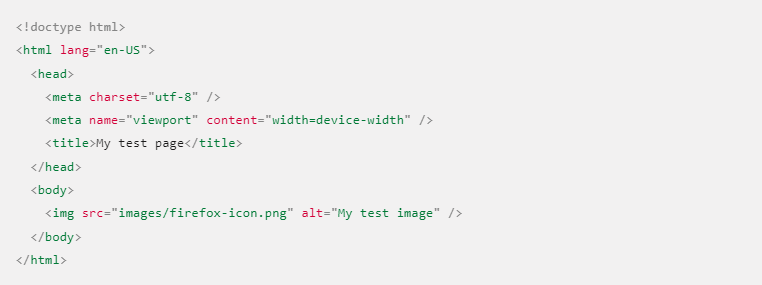 <!doctype html>
<html lang="en-US">
  <head>
    <meta charset="utf-8" />
    <meta name="viewport" content="width=device-width" />
    <title>My test page</title>
  </head>
  <body>
    <img src="images/firefox-icon.png" alt="My test image" />
  </body>
</html>